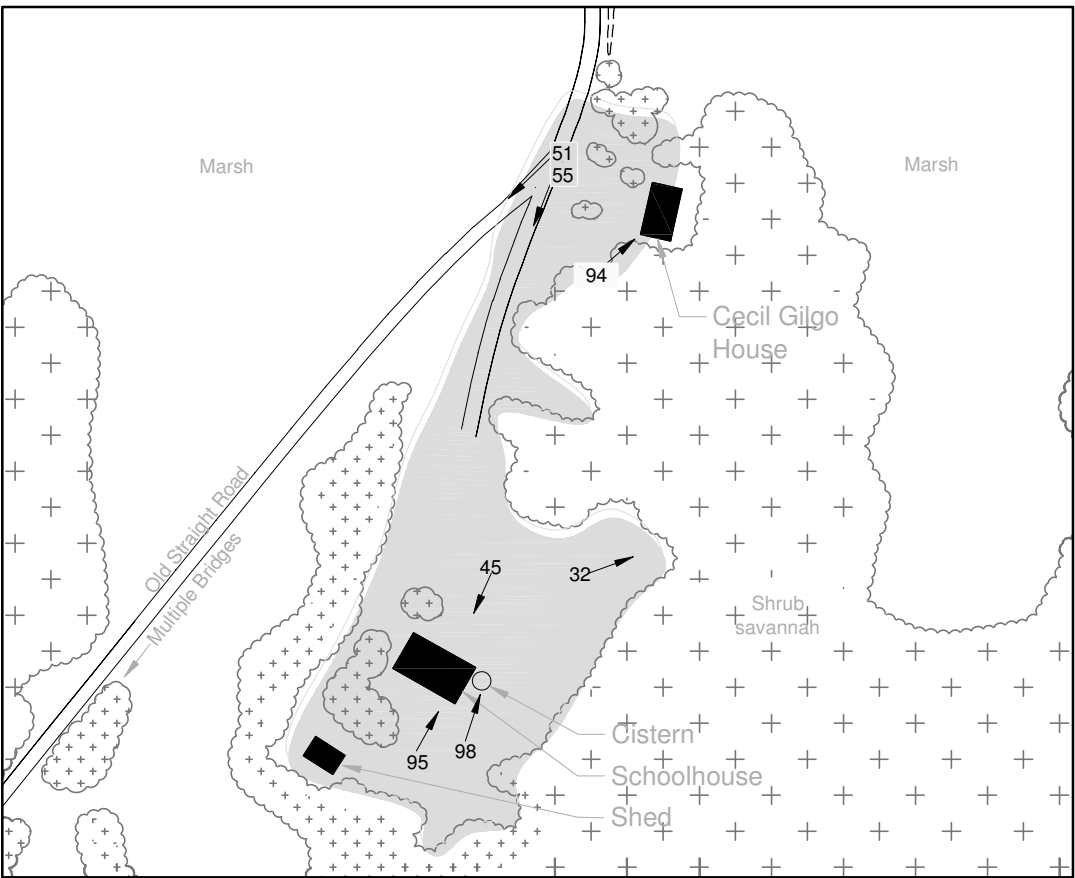 Marsh
Marsh
51
55
94
Cecil Gilgo
House
Old Straight Road
Multiple Bridges
45
32
Shrub
savannah
95
98
Cistern
Schoolhouse
Shed